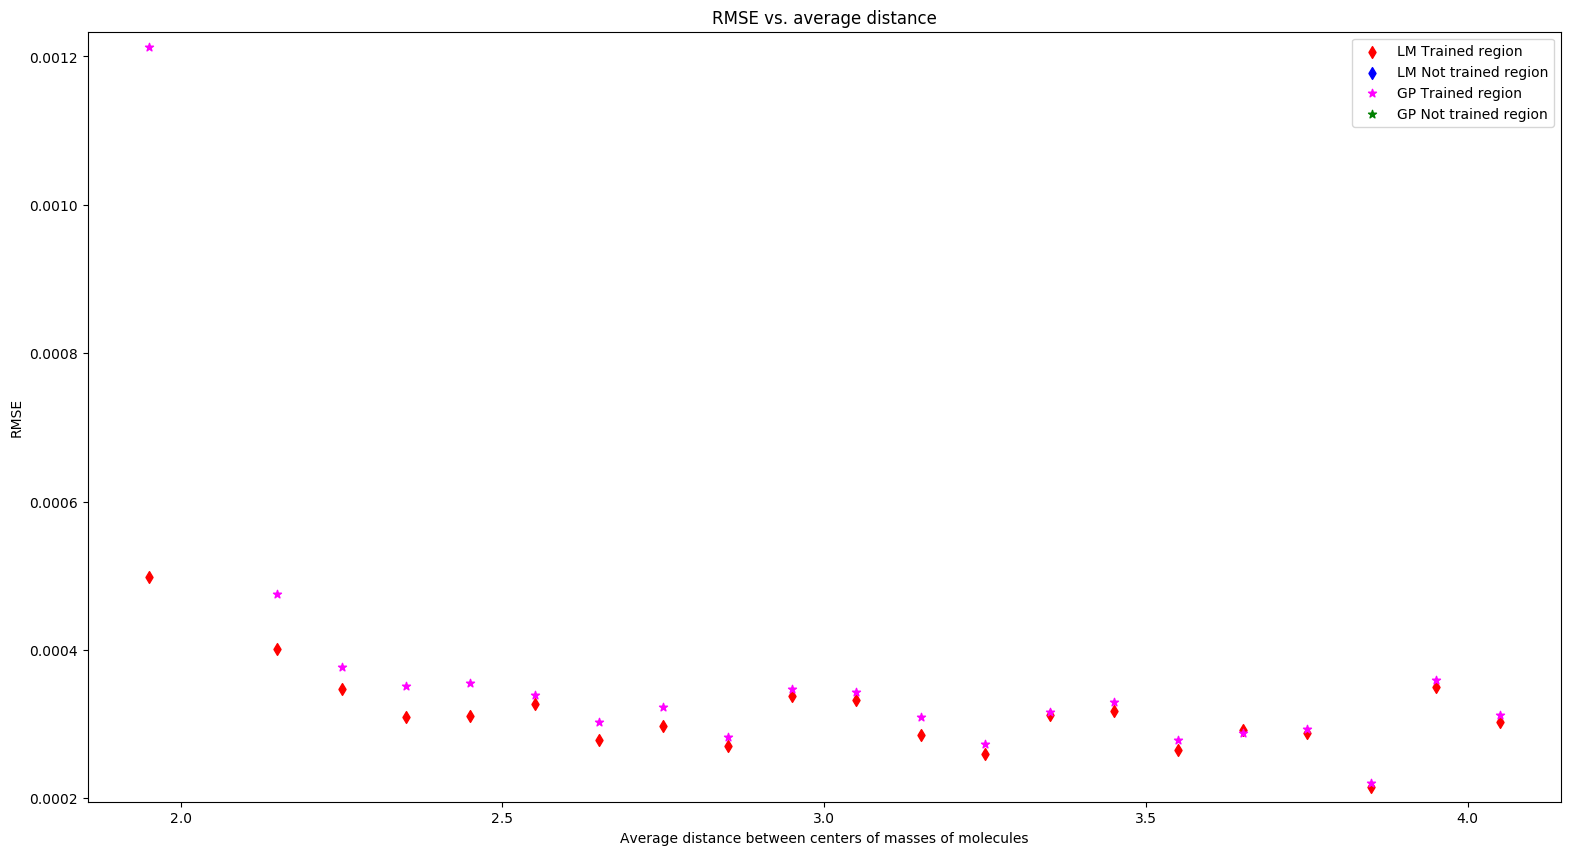 RMSE vs. average distance
LM Trained region
LM Not trained region
GP Trained region
GP Not trained region
RMSE
0.0012
0.0010
0.0008
0.0006
0.0004
0.0002
2.0
2.5
3.0
3.5
4.0
Average distance between centers of masses of molecules